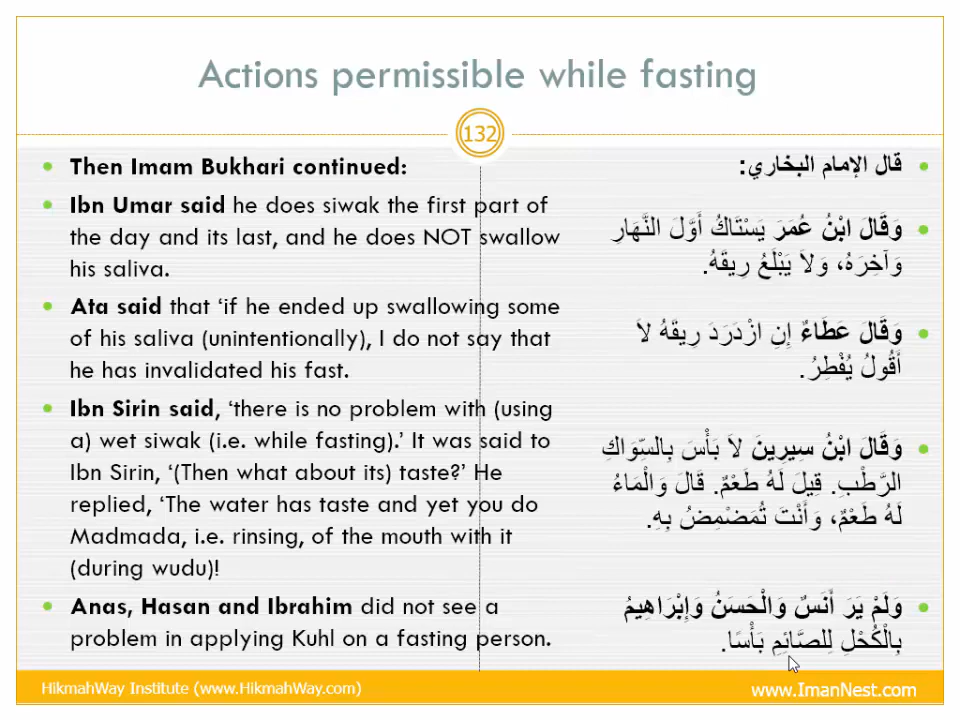 Actions permissible while fasting
132
• Then Imam Bukhari continued:
• Ibn Umar said he does siwak the first part of
the day and its last, and he does NOT swallow
his saliva.
• Ata said that ‘if he ended up swallowing some
of his saliva (unintentionally), I do not say that
he has invalidated his fast.
• Ibn Sirin said, ‘there is no problem with (using
a) wet siwak (i.e. while fasting).’ It was said to
Ibn Sirin, ‘(Then what about its) taste?’ He
replied, ‘The water has taste and yet you do
Madmada, i.e. rinsing, of the mouth with it
(during wudu)!
• Anas, Hasan and Ibrahim did not see a
problem in applying Kuhl on a fasting person.
• قال الإمام البخاري:
• وَقَالَ ابْنُ عُمَرَ يَسْتَاكُ أَوَّلَ النَّهَارِ
وَآخِرَهُ، وَلاَ يَبْلَعُ رِيقَهُ.
• وَقَالَ عَطَاءٌ إِنِ ازْدَرَدَ رِيقَهُ لاَ
أَقُولُ يُفْطِرُ.
• وَقَالَ ابْنُ سِيرِينَ لاَ بَأْسَ بِالسِّوَاكِ
الرَّطْبِ. قِيلَ لَهُ طَعْمٌ. قَالَ وَالْمَاءُ
لَهُ طَعْمٌ، وَأَنْتَ تُمَضْمِضُ بِهِ.
• وَلَمْ يَرَ أَنَسٌ وَالْحَسَنُ وَإِبْرَاهِيمُ
بِالْكُحْلِ لِلصَّائِمِ بَأْسًا.
HikmahWay Institute (www.HikmahWay.com)
www.ImanNest.com